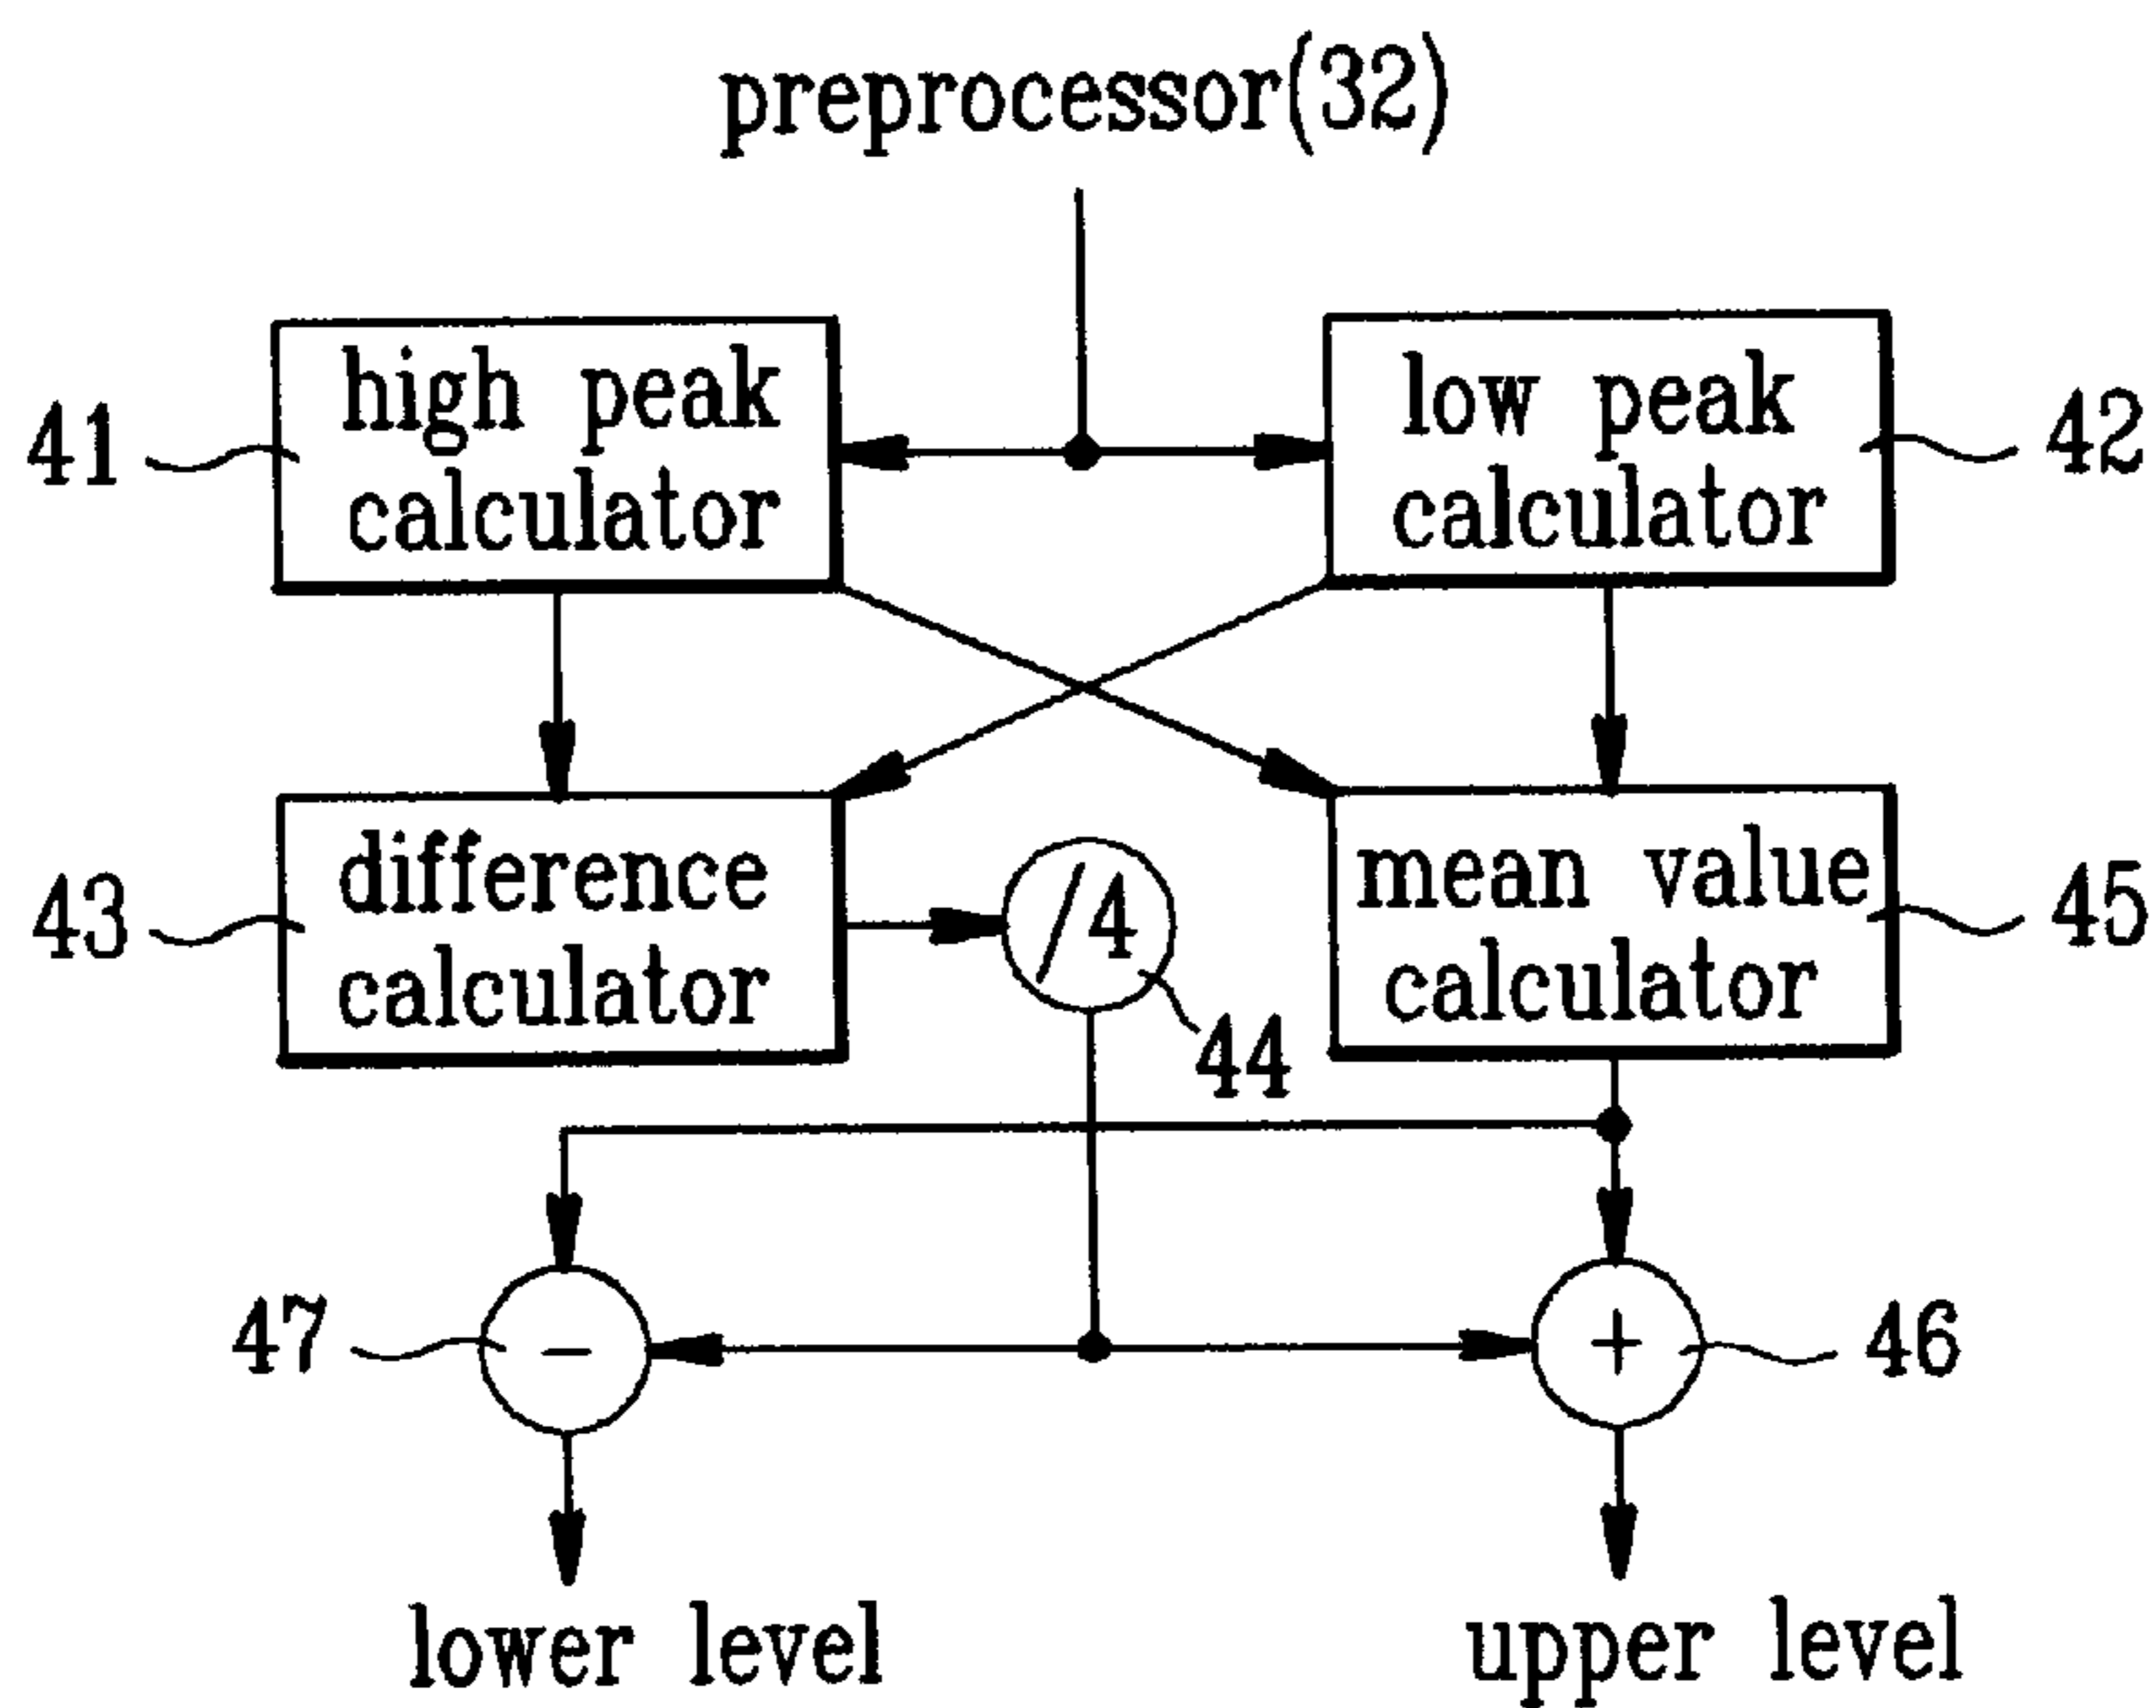 preprocessor(32)
high peak
calculator
41
low peak
calculator
42
difference
calculator
43
/4
44
mean value
calculator
45
-
47
+
46
lower level
upper level